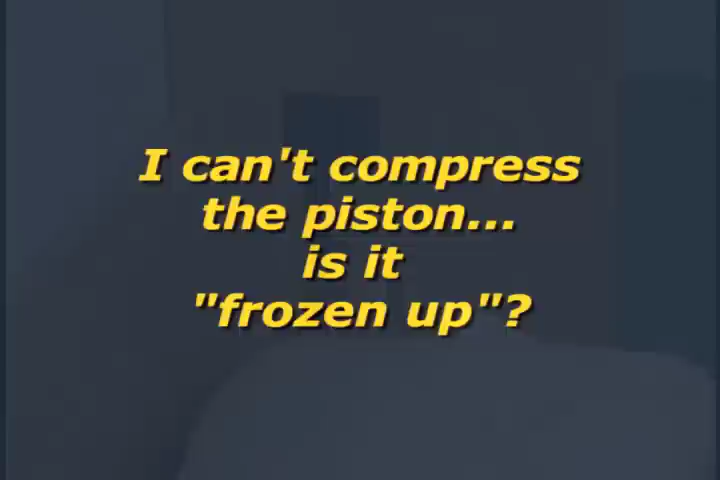 I can't compress
the piston...
is it
"frozen up"?